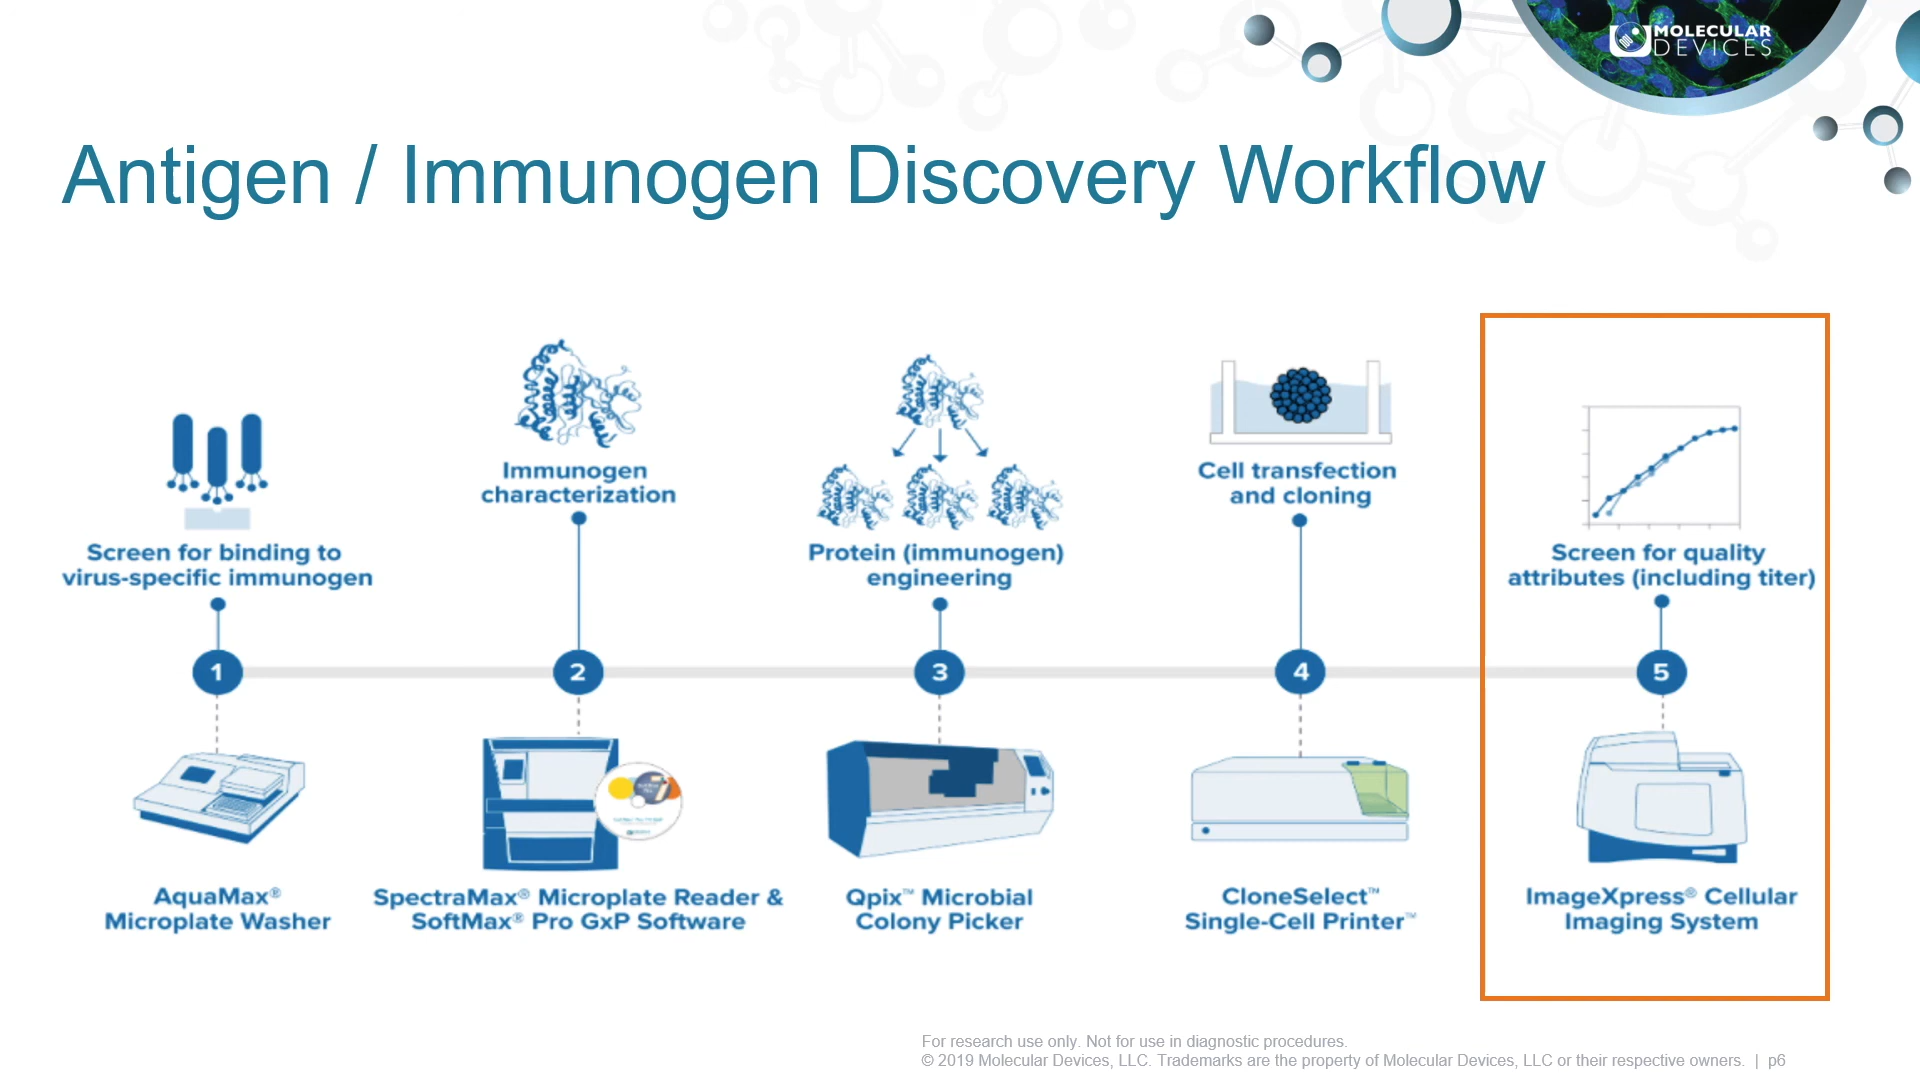 MOLECULAR
DEVICES
Antigen / Immunogen Discovery Workflow
Screen for binding to
virus-specific immunogen
1
AquaMax®
Microplate Washer
Immunogen
characterization
2
SpectraMax® Microplate Reader &
SoftMax® Pro GxP Software
Protein (immunogen)
engineering
3
Qpix™ Microbial
Colony Picker
Cell transfection
and cloning
4
CloneSelect™
Single-Cell Printer™
Screen for quality
attributes (including titer)
5
ImageXpress® Cellular
Imaging System
For research use only. Not for use in diagnostic procedures.
© 2019 Molecular Devices, LLC. Trademarks are the property of Molecular Devices, LLC or their respective owners. | p6